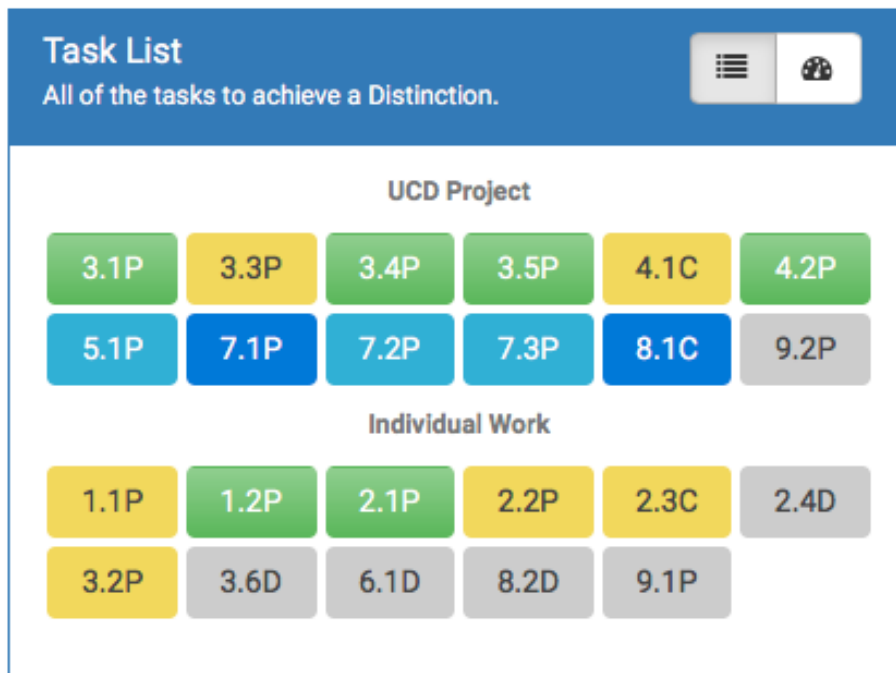 Task List
All of the tasks to achieve a Distinction.
UCD Project
3.1P 3.3P 3.4P 3.5P 4.1C 4.2P
5.1P 7.1P 7.2P 7.3P 8.1C 9.2P
Individual Work
1.1P 1.2P 2.1P 2.2P 2.3C 2.4D
3.2P 3.6D 6.1D 8.2D 9.1P